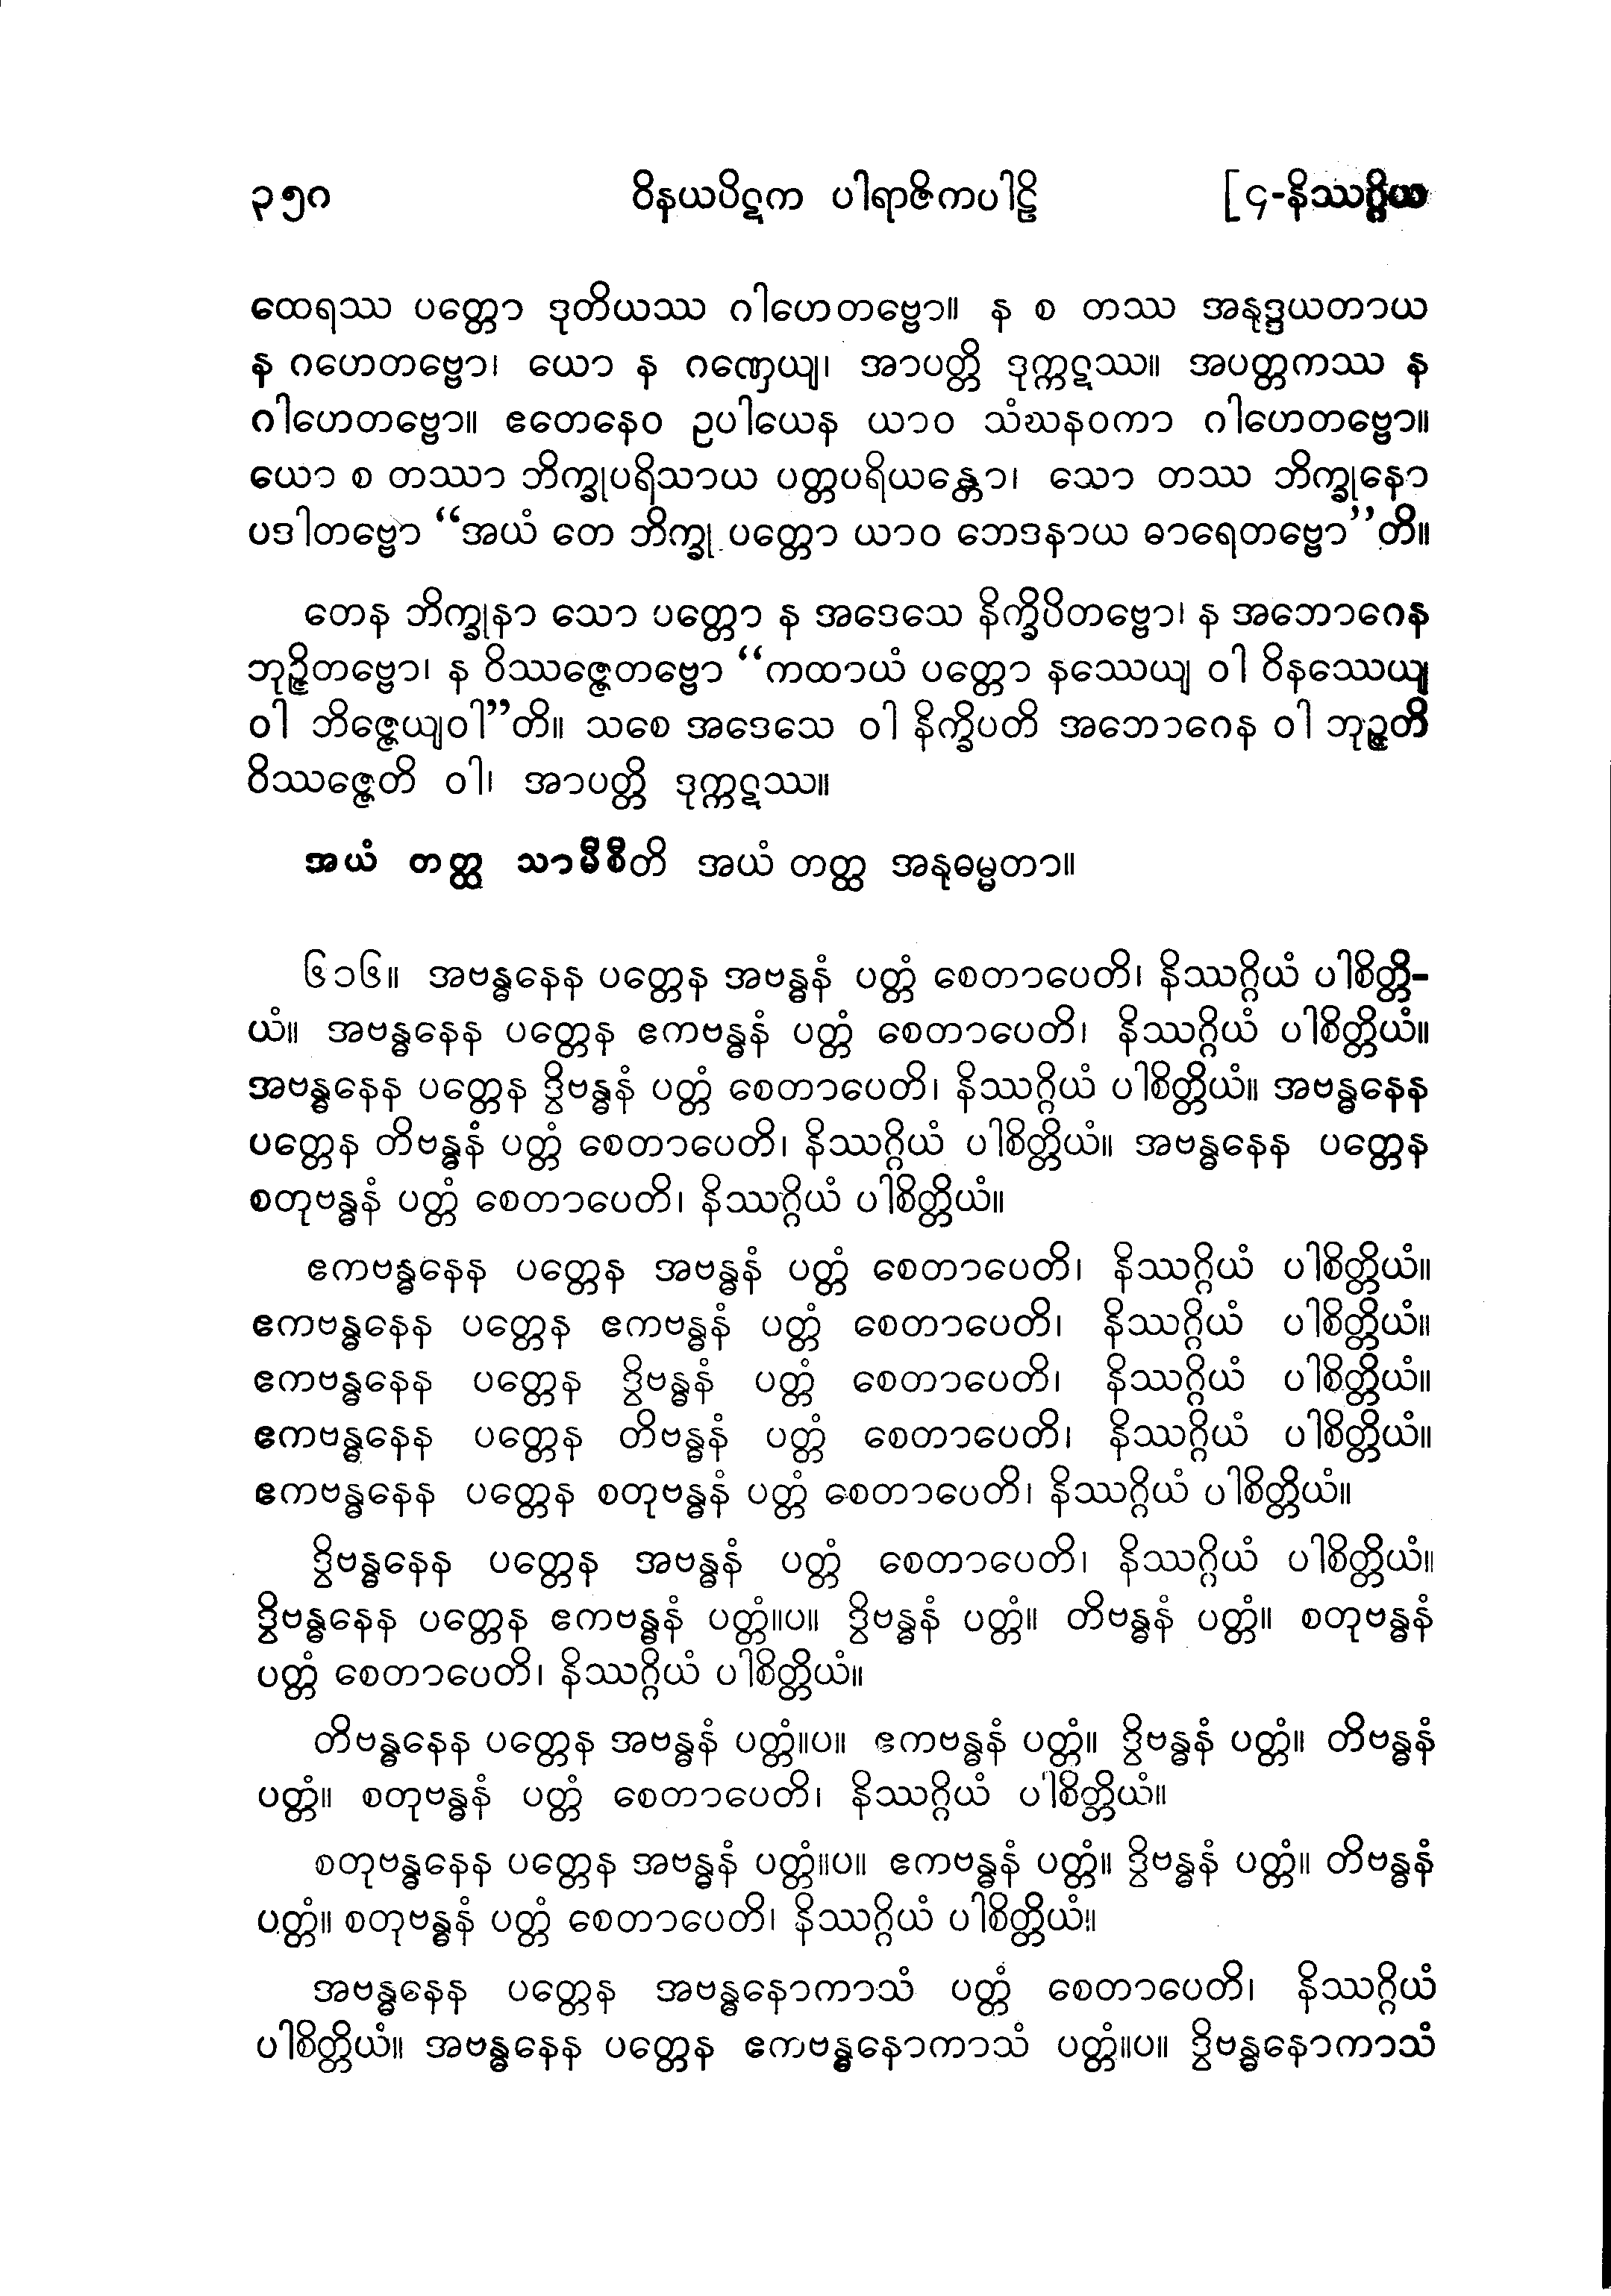 ၃၅၀ ဝိနယပိဋက ပါရာဇိကပါဠိ [၄-နိဿဂ္ဂိယ
ထေရဿ ပတ္တော ဒုတိယဿ ဂါဟေတဗ္ဗော။ န စ တဿ အနုဒ္ဒယတာယ
န ဂဟေတဗ္ဗော၊ ယော န ဂဏှေယျ၊ အာပတ္တိ ဒုက္ကဋဿ။ အပတ္တကဿ န
ဂါဟေတဗ္ဗော။ ဧတေနေဝ ဥပါယေန ယာဝ သံဃနဝကာ ဂါဟေတဗ္ဗော။
ယော စ တဿာ ဘိက္ခုပရိသာယ ပတ္တပရိယန္တော၊ သော တဿ ဘိက္ခုနော
ပဒါတဗ္ဗော “အယံ တေ ဘိက္ခု ပတ္တော ယာဝ ဘေဒနာယ ဓာရေတဗ္ဗော”တိ။
တေန ဘိက္ခုနာ သော ပတ္တော န အဒေသေ နိက္ခိပိတဗ္ဗော၊ န အဘောဂေန
ဘုဉ္ဇိတဗ္ဗော၊ န ဝိဿဇ္ဇေတဗ္ဗော “ကထာယံ ပတ္တော နဿေယျ ဝါ ဝိနဿေယျ
ဝါ ဘိဇ္ဇေယျဝါ”တိ။ သစေ အဒေသေ ဝါ နိက္ခိပတိ အဘောဂေန ဝါ ဘုဉ္ဇတိ
ဝိဿဇ္ဇေတိ ဝါ၊ အာပတ္တိ ဒုက္ကဋဿ။
အယံ တတ္ထ သာမီစီတိ အယံ တတ္ထ အနုဓမ္မတာ။
၆၁၆။ အဗန္ဓနေန ပတ္တေန အဗန္ဓနံ ပတ္တံ စေတာပေတိ၊ နိဿဂ္ဂိယံ ပါစိတ္တိ-
ယံ။ အဗန္ဓနေန ပတ္တေန ဧကဗန္ဓနံ ပတ္တံ စေတာပေတိ၊ နိဿဂ္ဂိယံ ပါစိတ္တိယံ။
အဗန္ဓနေန ပတ္တေန ဒွိဗန္ဓနံ ပတ္တံ စေတာပေတိ၊ နိဿဂ္ဂိယံ ပါစိတ္တိယံ။ အဗန္ဓနေန
ပတ္တေန တိဗန္ဓနံ ပတ္တံ စေတာပေတိ၊ နိဿဂ္ဂိယံ ပါစိတ္တိယံ။ အဗန္ဓနေန ပတ္တေန
စတုဗန္ဓနံ ပတ္တံ စေတာပေတိ၊ နိဿဂ္ဂိယံ ပါစိတ္တိယံ။
ဧကဗန္ဓနေန ပတ္တေန အဗန္ဓနံ ပတ္တံ စေတာပေတိ၊ နိဿဂ္ဂိယံ ပါစိတ္တိယံ။
ဧကဗန္ဓနေန ပတ္တေန ဧကဗန္ဓနံ ပတ္တံ စေတာပေတိ၊ နိဿဂ္ဂိယံ ပါစိတ္တိယံ။
ဧကဗန္ဓနေန ပတ္တေန ဒွိဗန္ဓနံ ပတ္တံ စေတာပေတိ၊ နိဿဂ္ဂိယံ ပါစိတ္တိယံ။
ဧကဗန္ဓနေန ပတ္တေန တိဗန္ဓနံ ပတ္တံ စေတာပေတိ၊ နိဿဂ္ဂိယံ ပါစိတ္တိယံ။
ဧကဗန္ဓနေန ပတ္တေန စတုဗန္ဓနံ ပတ္တံ စေတာပေတိ၊ နိဿဂ္ဂိယံ ပါစိတ္တိယံ။
ဒွိဗန္ဓနေန ပတ္တေန အဗန္ဓနံ ပတ္တံ စေတာပေတိ၊ နိဿဂ္ဂိယံ ပါစိတ္တိယံ။
ဒွိဗန္ဓနေန ပတ္တေန ဧကဗန္ဓနံ ပတ္တံ။ပ။ ဒွိဗန္ဓနံ ပတ္တံ။ တိဗန္ဓနံ ပတ္တံ။ စတုဗန္ဓနံ
ပတ္တံ စေတာပေတိ၊ နိဿဂ္ဂိယံ ပါစိတ္တိယံ။
တိဗန္ဓနေန ပတ္တေန အဗန္ဓနံ ပတ္တံ။ပ။ ဧကဗန္ဓနံ ပတ္တံ။ ဒွိဗန္ဓနံ ပတ္တံ။ တိဗန္ဓနံ
ပတ္တံ။ စတုဗန္ဓနံ ပတ္တံ စေတာပေတိ၊ နိဿဂ္ဂိယံ ပါစိတ္တိယံ။
စတုဗန္ဓနေန ပတ္တေန အဗန္ဓနံ ပတ္တံ။ပ။ ဧကဗန္ဓနံ ပတ္တံ။ ဒွိဗန္ဓနံ ပတ္တံ။ တိဗန္ဓနံ
ပတ္တံ။ စတုဗန္ဓနံ ပတ္တံ စေတာပေတိ၊ နိဿဂ္ဂိယံ ပါစိတ္တိယံ။
အဗန္ဓနေန ပတ္တေန အဗန္ဓနောကာသံ ပတ္တံ စေတာပေတိ၊ နိဿဂ္ဂိယံ
ပါစိတ္တိယံ။ အဗန္ဓနေန ပတ္တေန ဧကဗန္ဓနောကာသံ ပတ္တံ။ပ။ ဒွိဗန္ဓနောကာသံ